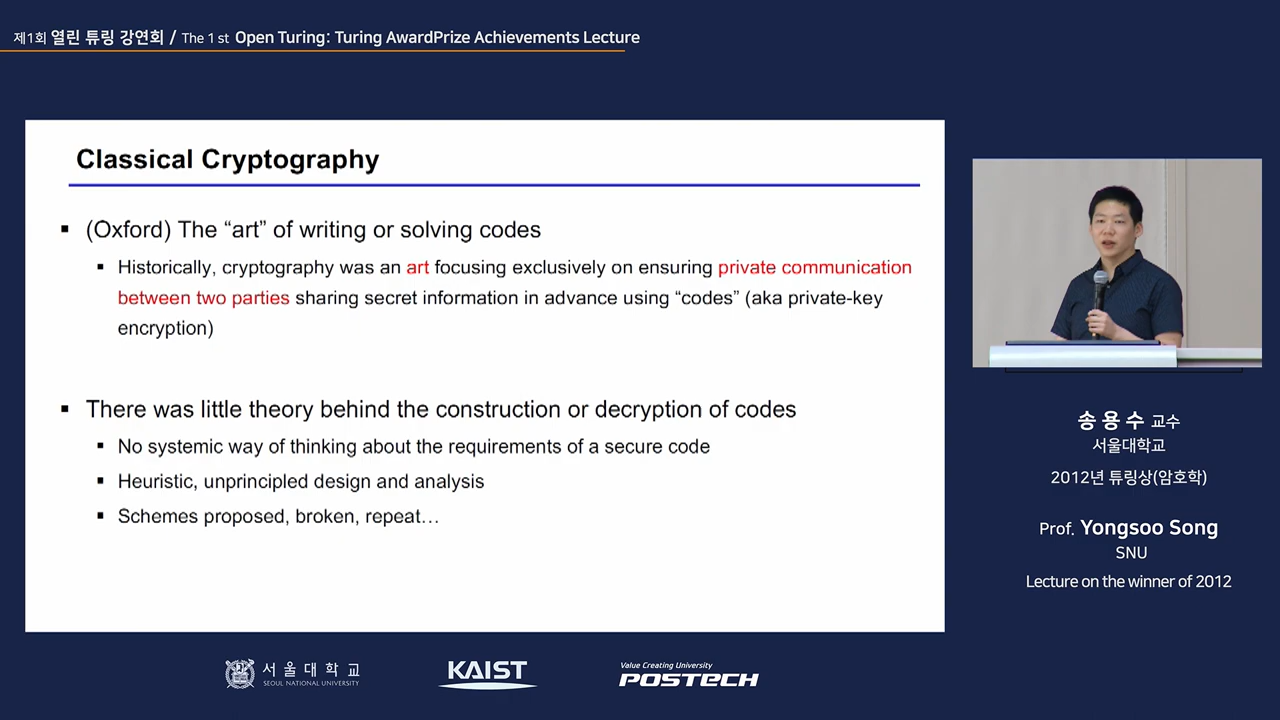 제1회 열린 튜링 강연회 / The 1 st Open Turing: Turing AwardPrize Achievements Lecture
Classical Cryptography
▪ (Oxford) The “art” of writing or solving codes
▪ Historically, cryptography was an art focusing exclusively on ensuring private communication
between two parties sharing secret information in advance using “codes” (aka private-key
encryption)
▪ There was little theory behind the construction or decryption of codes
▪ No systemic way of thinking about the requirements of a secure code
▪ Heuristic, unprincipled design and analysis
▪ Schemes proposed, broken, repeat…
송 용 수 교수
서울대학교
2012년 튜링상(암호학)
Prof. Yongsoo Song
SNU
Lecture on the winner of 2012
서울대학교
SEOUL NATIONAL UNIVERSITY
KAIST
Value Creating University
POSTECH